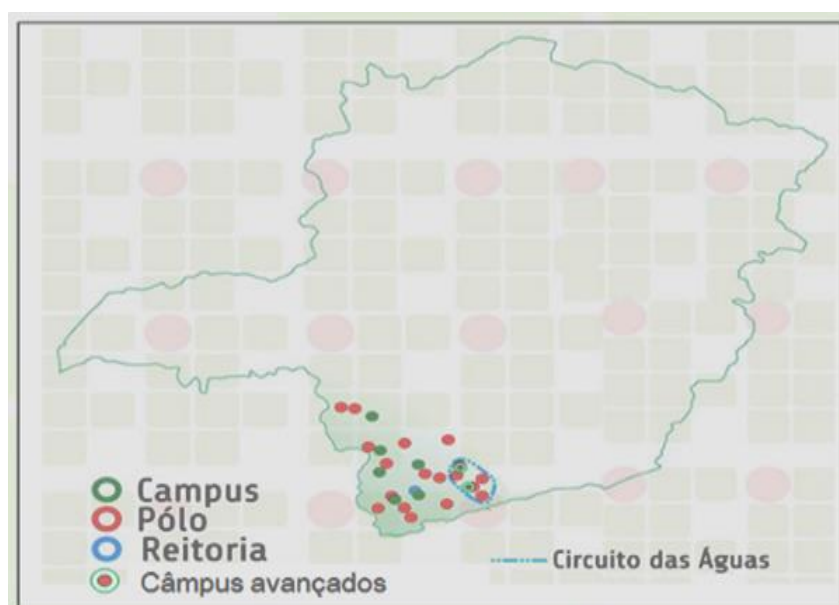 Campus
Pólo
Reitoria
Circuito das Águas
Câmpus avançados